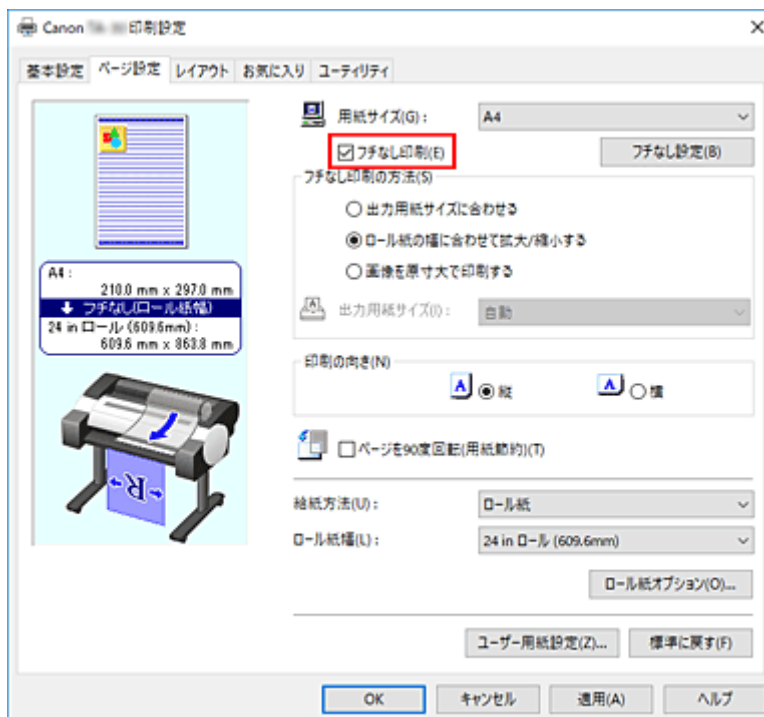 Canon 印刷設定
基本設定 ページ設定 レイアウト お気に入り ユーティリティ
用紙サイズ(G): A4
フチなし印刷(E) フチなし設定(B)
フチなし印刷の方法(S)
出力用紙サイズに合わせる
ロール紙の幅に合わせて拡大/縮小する
画像を原寸大で印刷する
出力用紙サイズ(I): 自動
A4 :
210.0 mm x 297.0 mm
フチなし(ロール紙幅)
24 in ロール (609.6mm) :
609.6 mm x 863.8 mm
印刷の向き(N)
A 縦 A 横
ページを90度回転(用紙節約)(T)
R
給紙方法(U): ロール紙
ロール紙幅(L): 24 in ロール (609.6mm)
ロール紙オプション(O)...
ユーザー用紙設定(Z)... 標準に戻す(F)
OK キャンセル 適用(A) ヘルプ